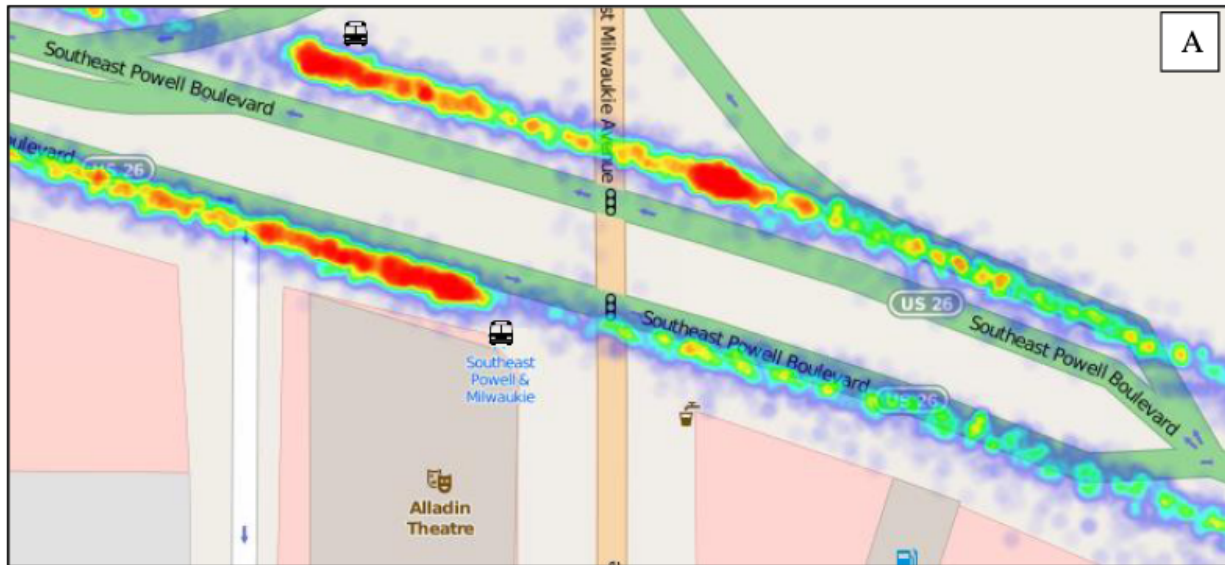 A
Southeast Powell Boulevard
st Milwaukie Avenue
oulevard
US 26
US 26
Southeast Powell Boulevard
Southeast Powell Boulevard
US 26
Southeast
Powell &
Milwaukie
Alladin
Theatre